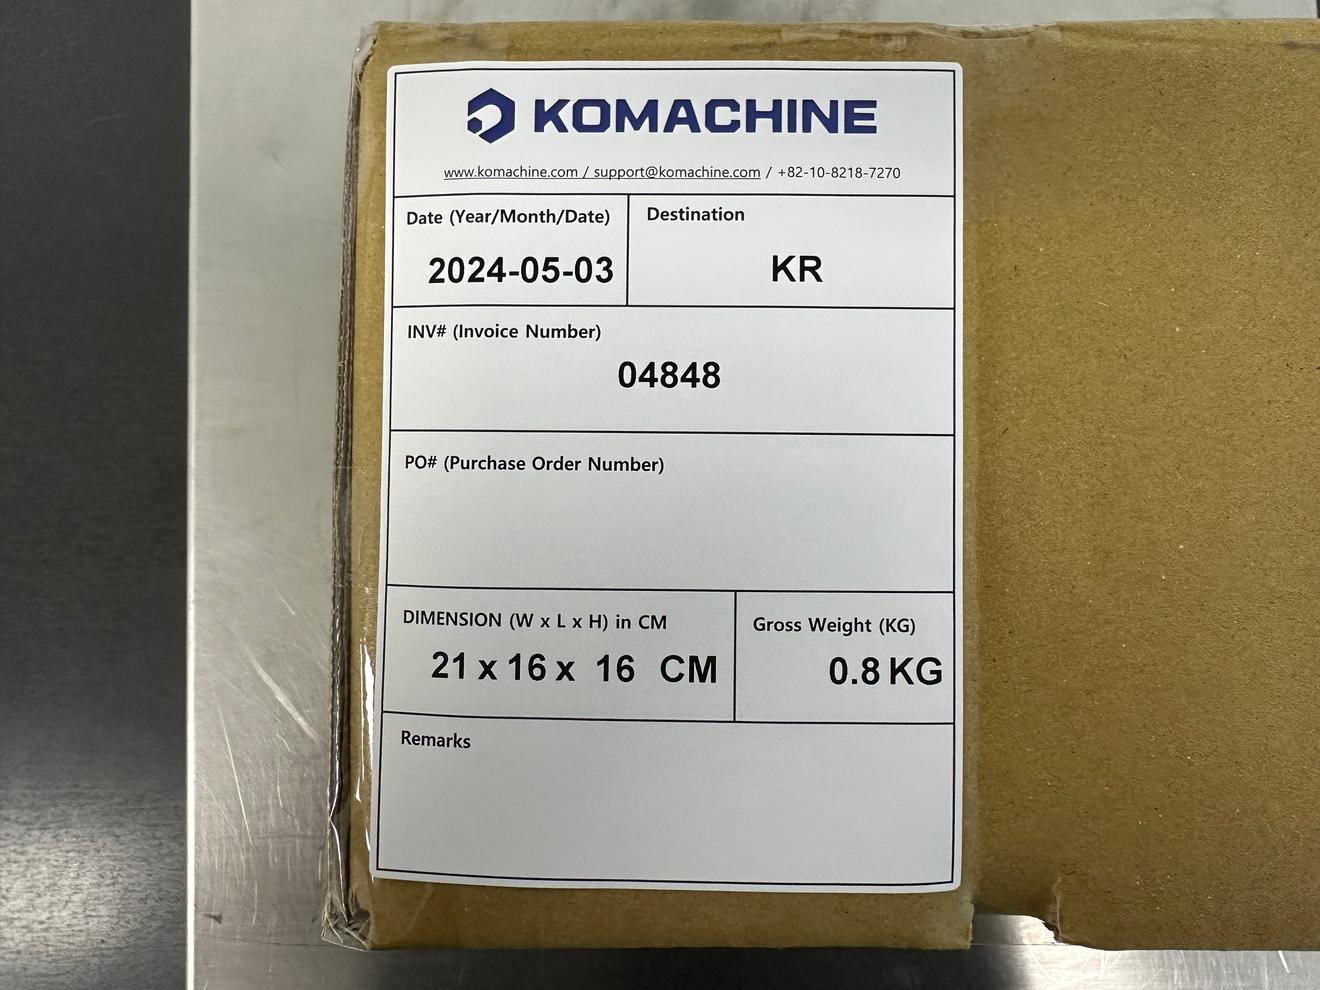 KOMACHINE
www.komachine.com / support@komachine.com / +82-10-8218-7270
Date (Year/Month/Date)
2024-05-03
Destination
KR
INV# (Invoice Number)
04848
PO# (Purchase Order Number)
DIMENSION (W x L x H) in CM
21 x 16 x 16 CM
Gross Weight (KG)
0.8 KG
Remarks